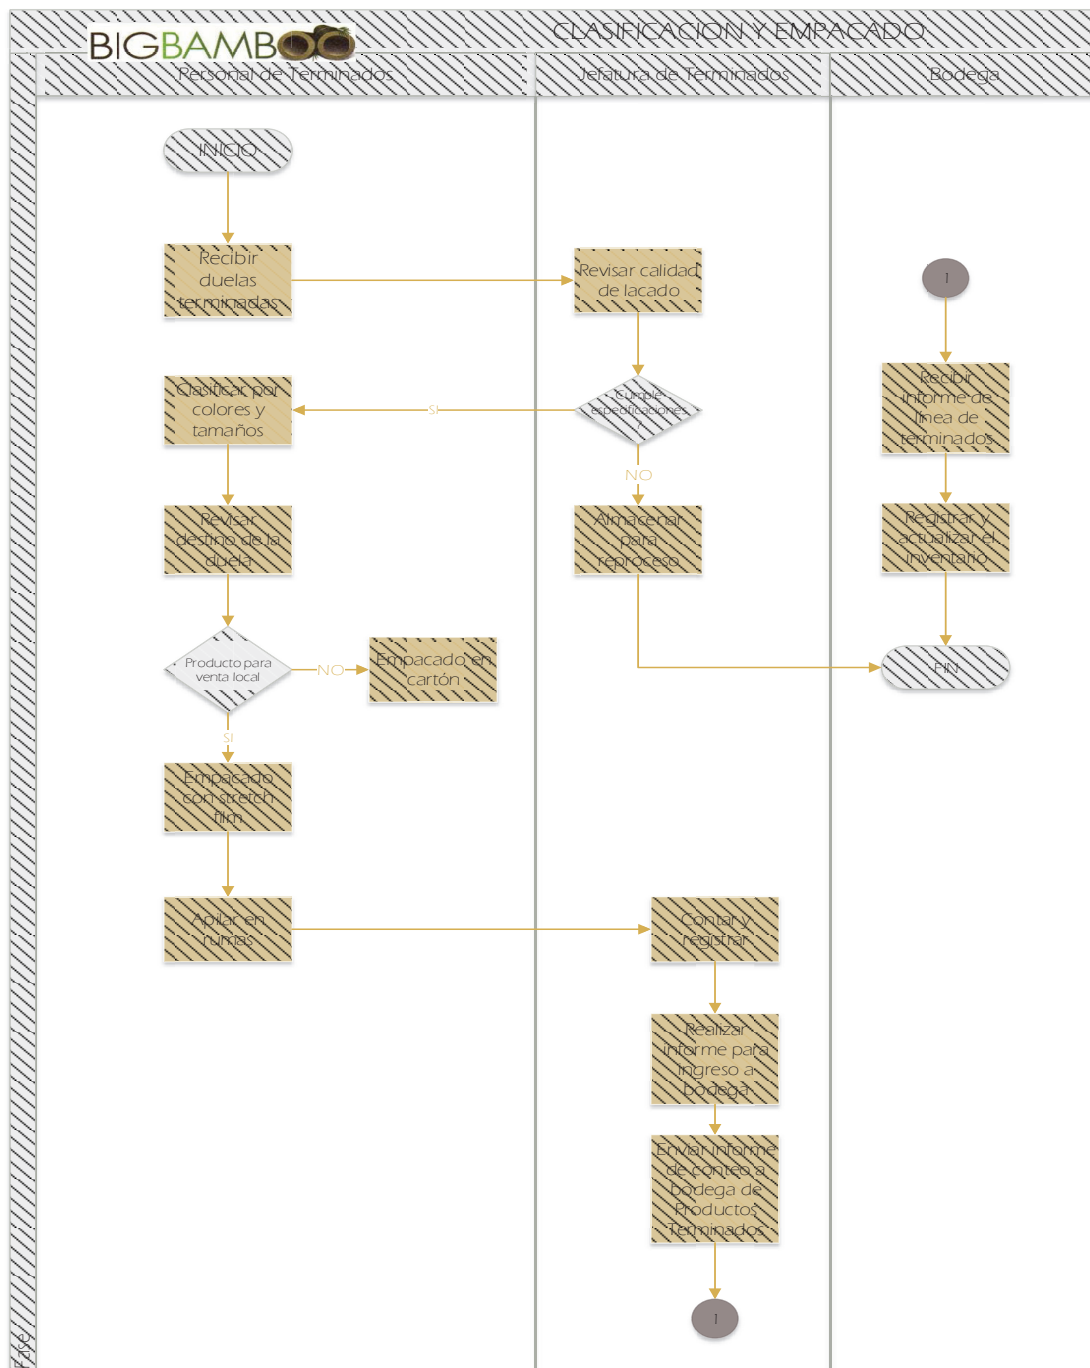 BIGBAMBOO
CLASIFICACION Y EMPACADO
Personal de Terminados
Jefatura de Terminados
Bodega
INICIO
Recibir
duelas
terminadas
Revisar calidad
de lacado
1
Clasificar por
colores y
tamaños
SI
Cumple
especificaciones
?
Recibir
informe de
línea de
terminados
NO
Revisar
destino de la
duela
Almacenar
para
reproceso
Registrar y
actualizar el
inventario
Producto para
venta local
NO
Empacado en
cartón
FIN
SI
Empacado
con stretch
film
Apilar en
rumas
Contar y
registrar
Realizar
informe para
ingreso a
bodega
Enviar informe
de conteo a
bodega de
Productos
Terminados
1
Fase